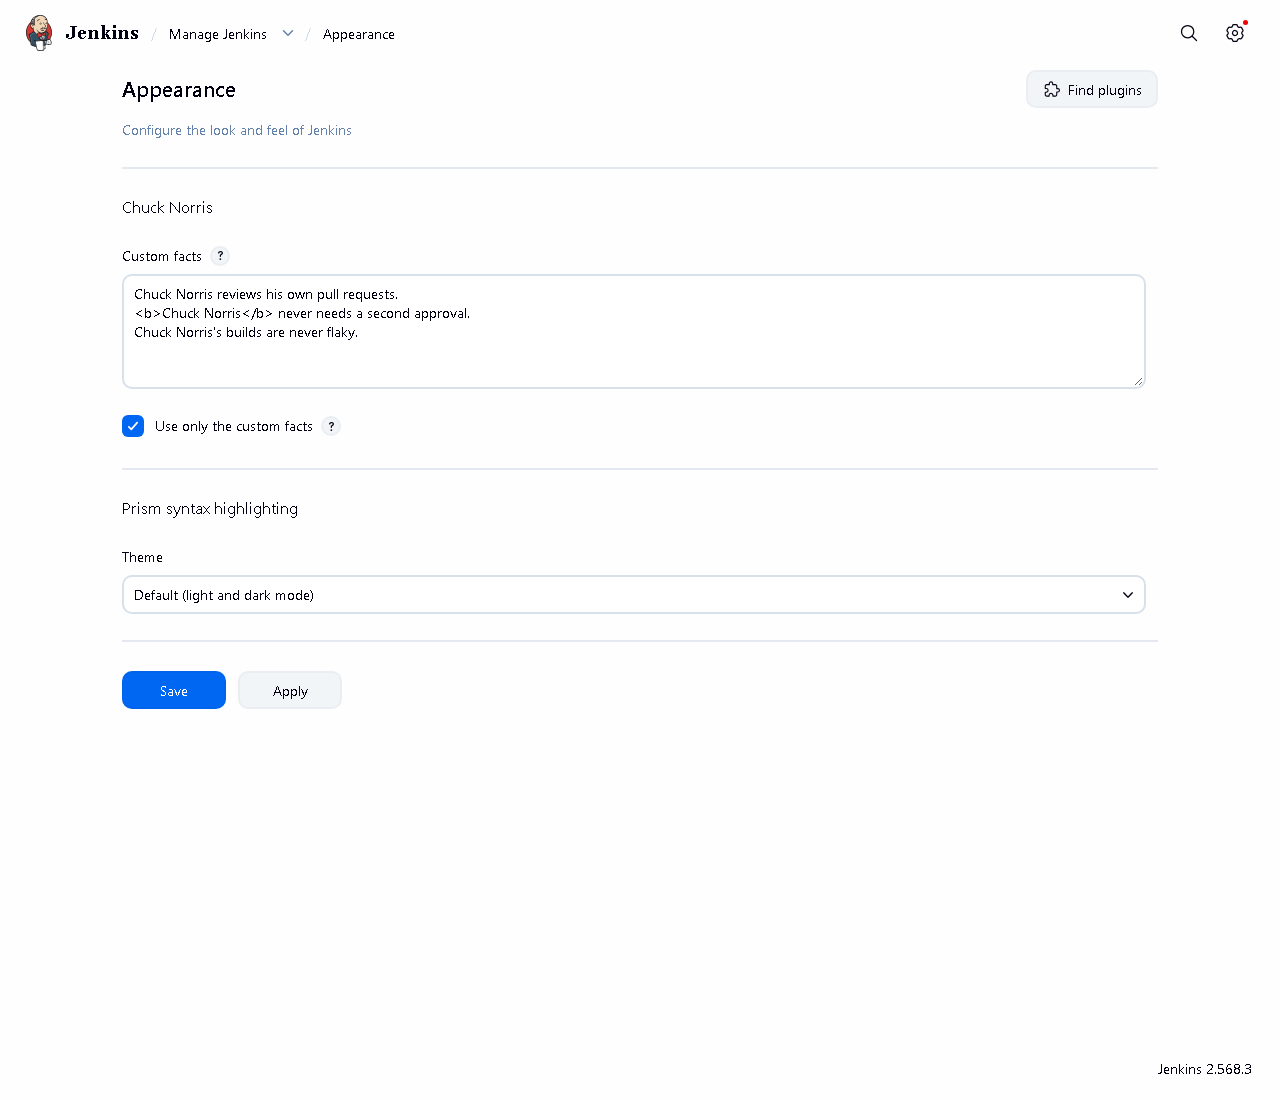 Jenkins / Manage Jenkins / Appearance
Appearance
Find plugins
Configure the look and feel of Jenkins
Chuck Norris
Custom facts ?
Chuck Norris reviews his own pull requests.
<b>Chuck Norris</b> never needs a second approval.
Chuck Norris's builds are never flaky.
Use only the custom facts ?
Prism syntax highlighting
Theme
Default (light and dark mode)
Save Apply
Jenkins 2.568.3